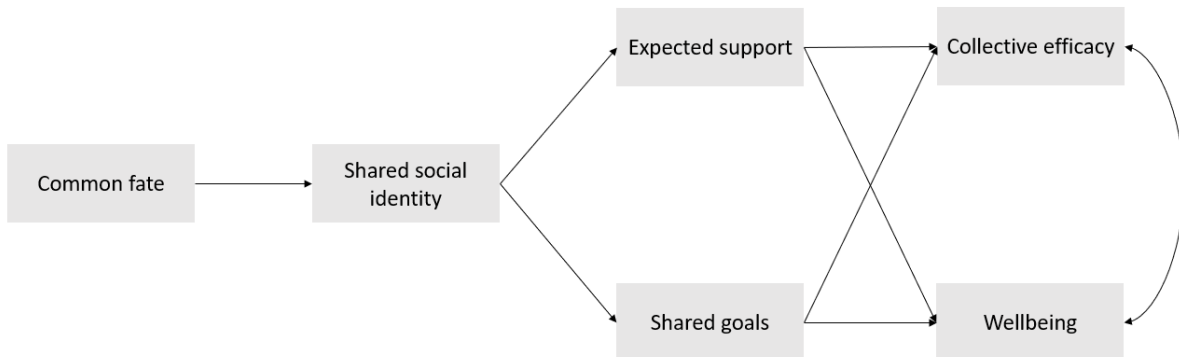 Expected support
Collective efficacy
Common fate
Shared social
identity
Shared goals
Wellbeing